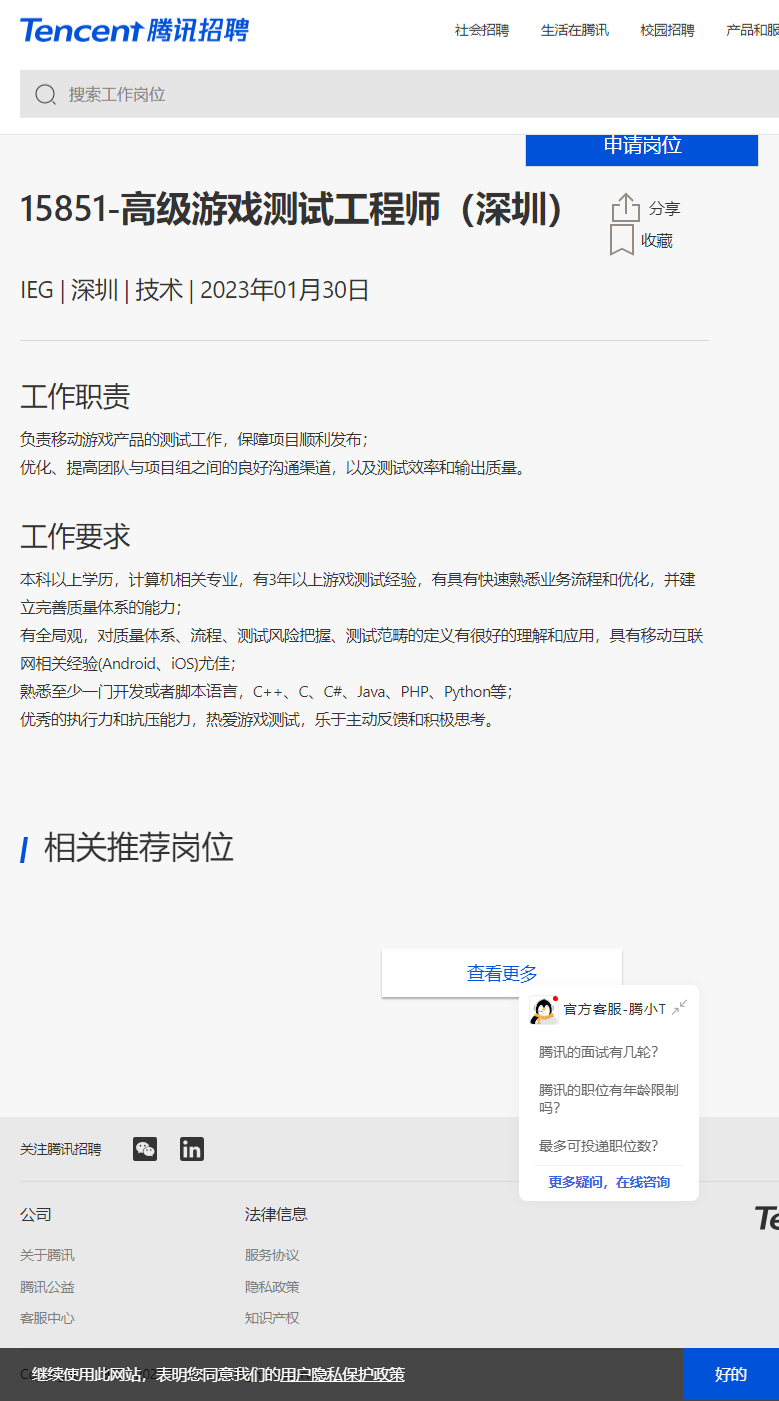 Tencent 腾讯招聘
社会招聘 生活在腾讯 校园招聘 产品和服
搜索工作岗位
申请岗位
15851-高级游戏测试工程师（深圳）
分享
收藏
IEG | 深圳 | 技术 | 2023年01月30日
工作职责
负责移动游戏产品的测试工作，保障项目顺利发布；
优化、提高团队与项目组之间的良好沟通渠道，以及测试效率和输出质量。
工作要求
本科以上学历，计算机相关专业，有3年以上游戏测试经验，有具有快速熟悉业务流程和优化，并建
立完善质量体系的能力；
有全局观，对质量体系、流程、测试风险把握、测试范畴的定义有很好的理解和应用，具有移动互联
网相关经验(Android、iOS)尤佳；
熟悉至少一门开发或者脚本语言，C++、C、C#、Java、PHP、Python等；
优秀的执行力和抗压能力，热爱游戏测试，乐于主动反馈和积极思考。
相关推荐岗位
查看更多
官方客服-腾小T
腾讯的面试有几轮？
腾讯的职位有年龄限制
吗？
最多可投递职位数？
更多疑问，在线咨询
关注腾讯招聘
in
公司 法律信息
Te
关于腾讯 服务协议
腾讯公益 隐私政策
客服中心 知识产权
继续使用此网站，表明您同意我们的用户隐私保护政策
好的